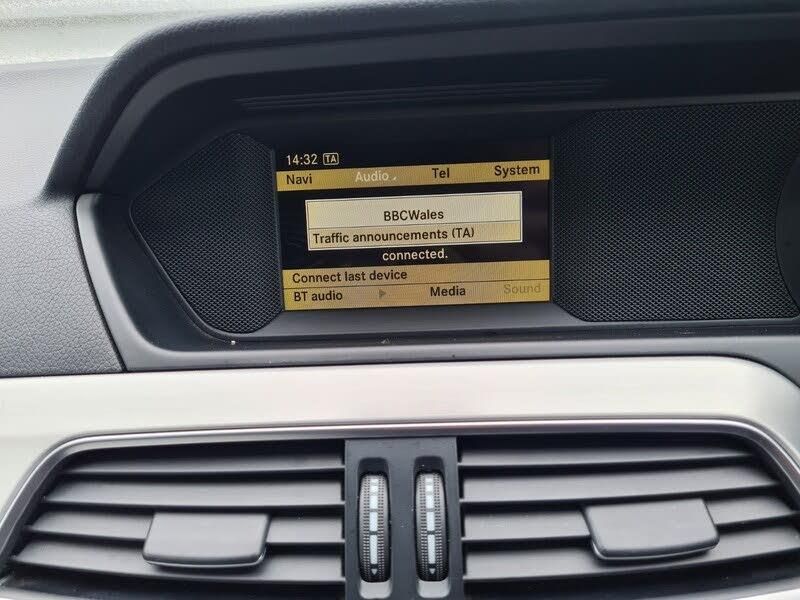 14:32 TA
Navi Audio Tel System
BBCWales
Traffic announcements (TA)
connected.
Connect last device
BT audio Media Sound